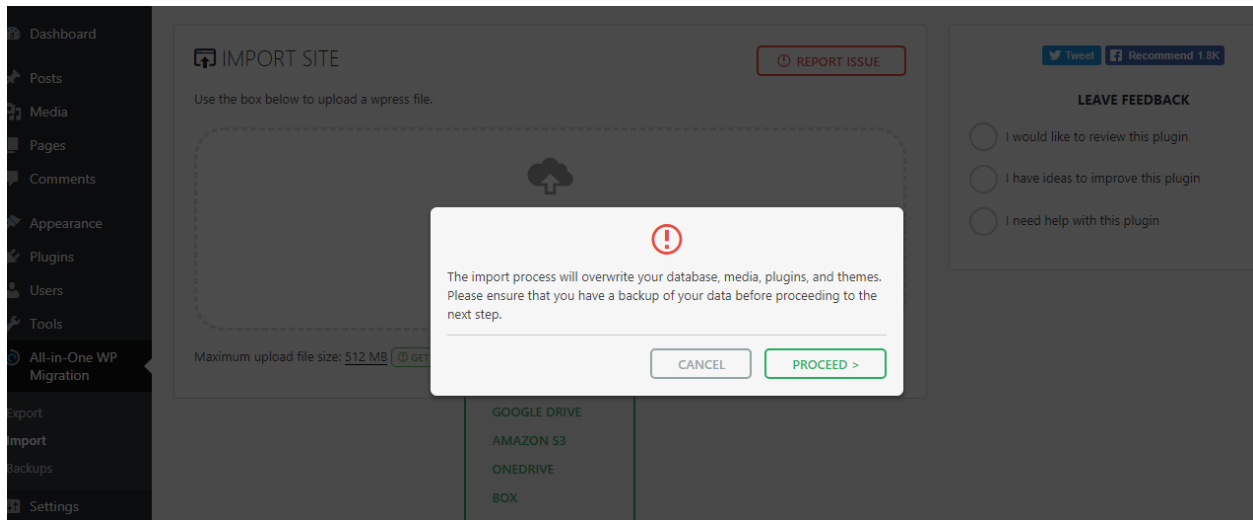 Dashboard
Posts
Media
Pages
Comments
Appearance
Plugins
Users
Tools
All-in-One WP
Migration
Export
Import
Backups
Settings
IMPORT SITE
REPORT ISSUE
Use the box below to upload a wpress file.
Maximum upload file size: 512 MB GET
The import process will overwrite your database, media, plugins, and themes.
Please ensure that you have a backup of your data before proceeding to the
next step.
CANCEL
PROCEED >
GOOGLE DRIVE
AMAZON S3
ONEDRIVE
BOX
Tweet
Recommend 1.8K
LEAVE FEEDBACK
I would like to review this plugin
I have ideas to improve this plugin
I need help with this plugin